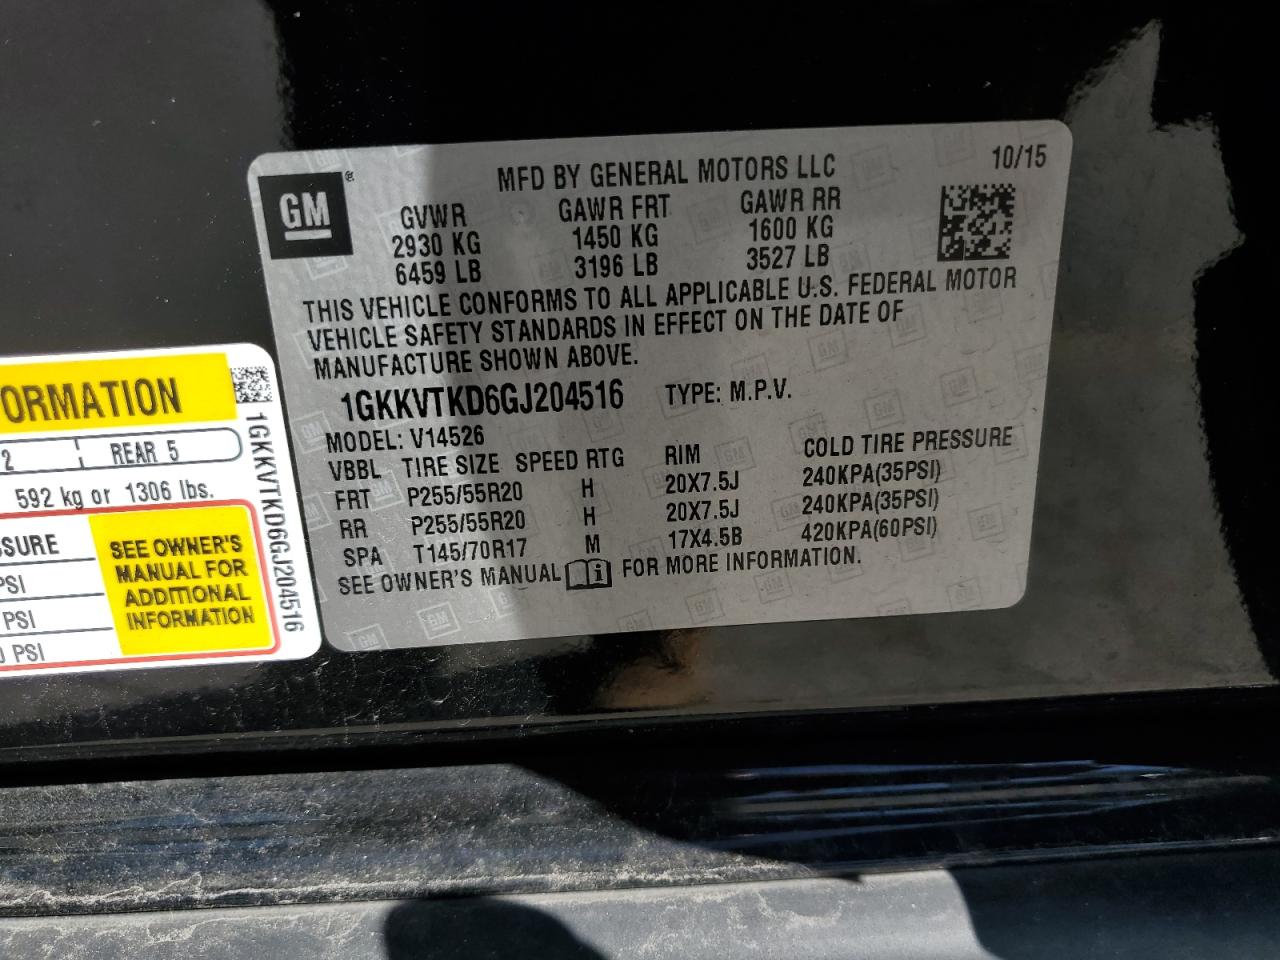 GM®
MFD BY GENERAL MOTORS LLC 10/15
GVWR GAWR FRT GAWR RR
2930 KG 1450 KG 1600 KG
6459 LB 3196 LB 3527 LB
THIS VEHICLE CONFORMS TO ALL APPLICABLE U.S. FEDERAL MOTOR
VEHICLE SAFETY STANDARDS IN EFFECT ON THE DATE OF
MANUFACTURE SHOWN ABOVE.
1GKKVTKD6GJ204516 TYPE: M.P.V.
MODEL: V14526
VBBL TIRE SIZE SPEED RTG RIM COLD TIRE PRESSURE
FRT P255/55R20 H 20X7.5J 240KPA(35PSI)
RR P255/55R20 H 20X7.5J 240KPA(35PSI)
SPA T145/70R17 M 17X4.5B 420KPA(60PSI)
SEE OWNER'S MANUAL FOR MORE INFORMATION.
ORMATION
2 REAR 5
592 kg or 1306 lbs.
SSURE
PSI
PSI
PSI
SEE OWNER'S
MANUAL FOR
ADDITIONAL
INFORMATION
1GKKVTKD6GJ204516